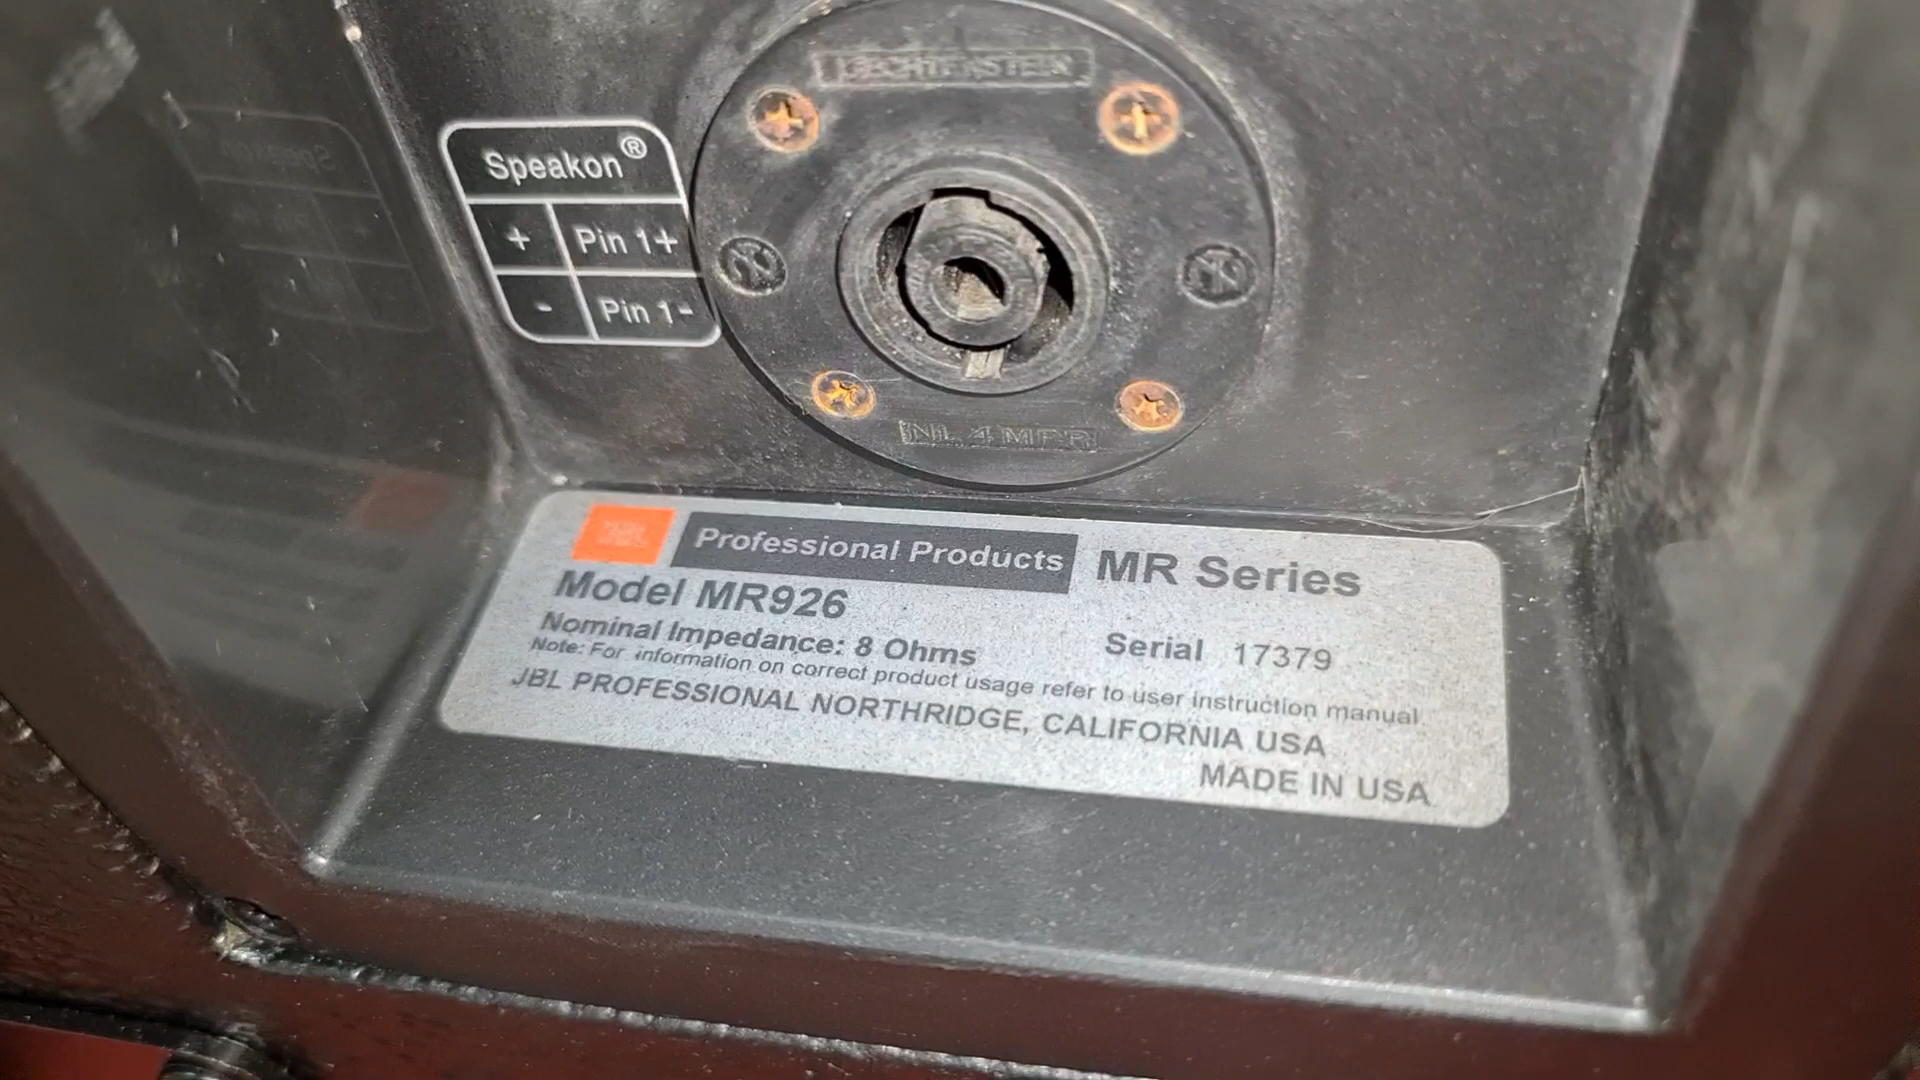 LIECHTENSTEIN
Speakon®
+ Pin 1+
- Pin 1-
NL4MPR
JBL Professional Products MR Series
Model MR926
Nominal Impedance: 8 Ohms Serial 17379
Note: For information on correct product usage refer to user instruction manual.
JBL PROFESSIONAL NORTHRIDGE, CALIFORNIA USA
MADE IN USA